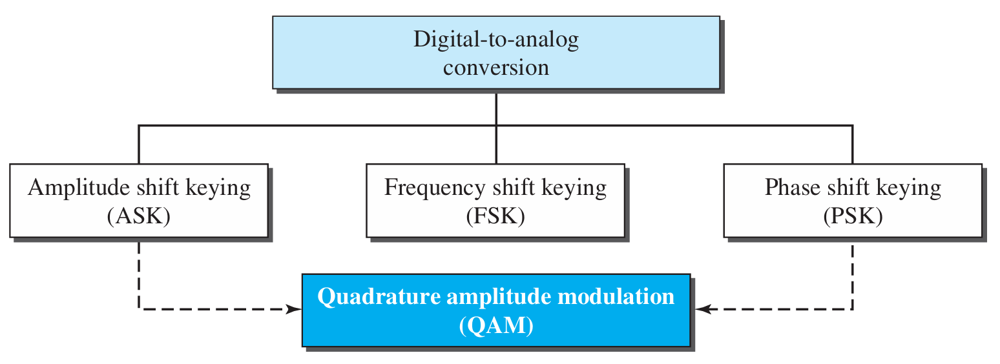 Digital-to-analog
conversion
Amplitude shift keying
(ASK)
Frequency shift keying
(FSK)
Phase shift keying
(PSK)
Quadrature amplitude modulation
(QAM)